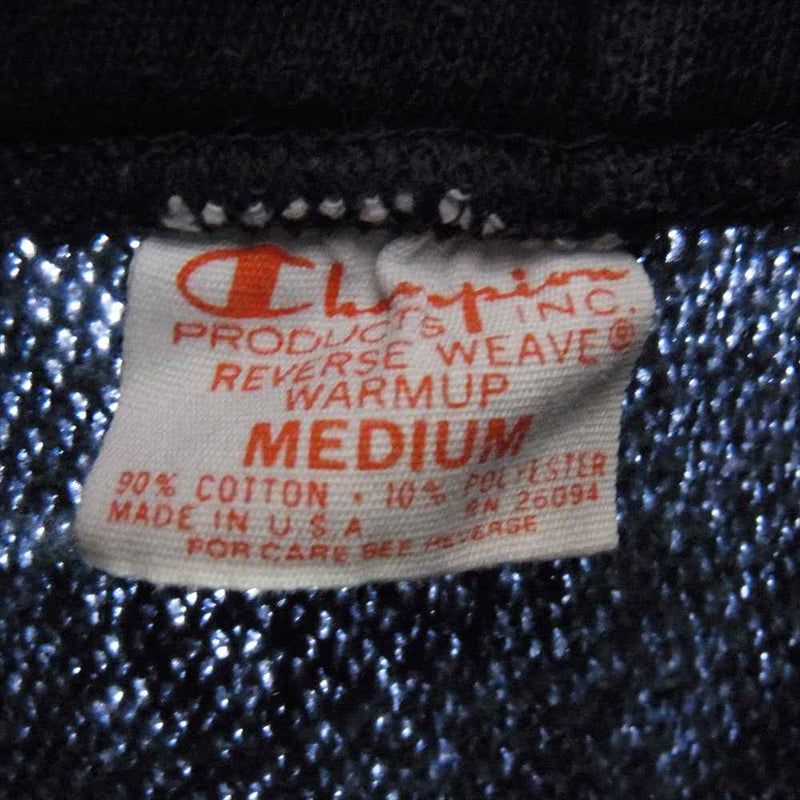 Champion
PRODUCTS INC.
REVERSE WEAVE®
WARMUP
MEDIUM
90% COTTON · 10% POLYESTER
MADE IN U.S.A RN 26094
FOR CARE SEE REVERSE